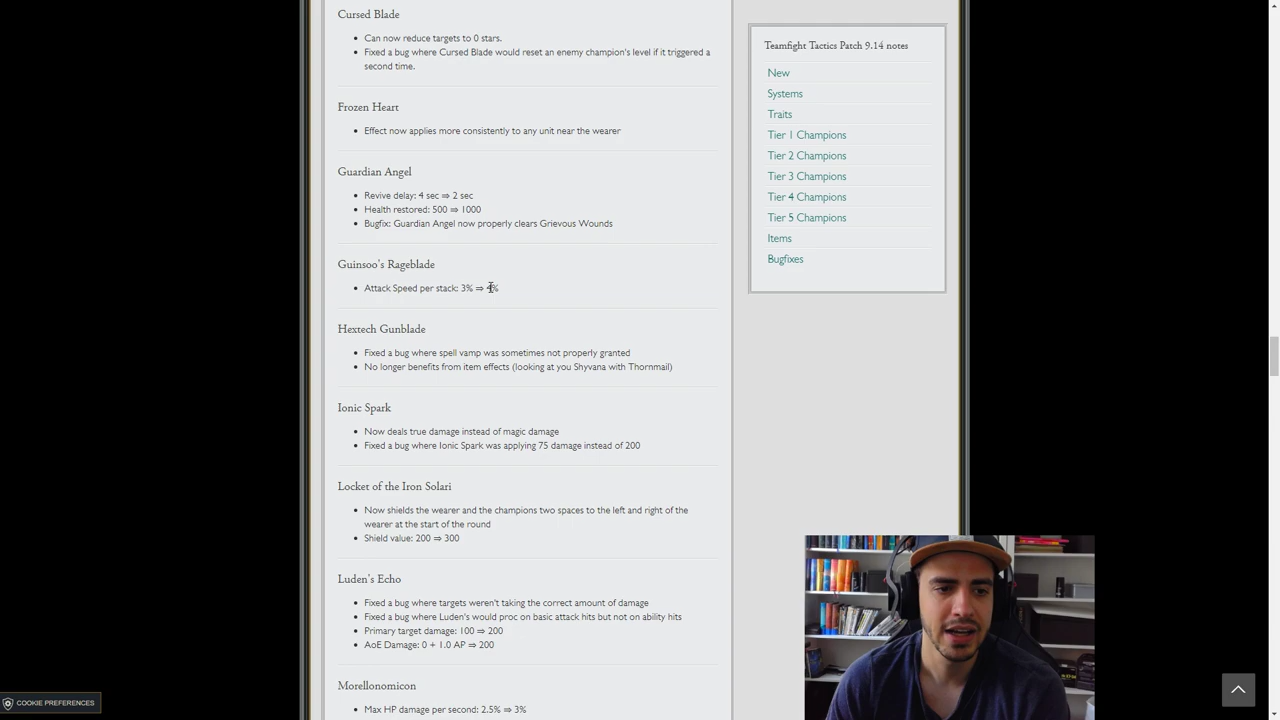 Cursed Blade
Can now reduce targets to 0 stars.
Fixed a bug where Cursed Blade would reset an enemy champion's level if it triggered a
second time.
Frozen Heart
Effect now applies more consistently to any unit near the wearer
Guardian Angel
Revive delay: 4 sec ⇒ 2 sec
Health restored: 500 ⇒ 1000
Bugfix: Guardian Angel now properly clears Grievous Wounds
Guinsoo's Rageblade
Attack Speed per stack: 3% ⇒ %
Hextech Gunblade
Fixed a bug where spell vamp was sometimes not properly granted
No longer benefits from item effects (looking at you Shyvana with Thornmail)
Ionic Spark
Now deals true damage instead of magic damage
Fixed a bug where Ionic Spark was applying 75 damage instead of 200
Locket of the Iron Solari
Now shields the wearer and the champions two spaces to the left and right of the
wearer at the start of the round
Shield value: 200 ⇒ 300
Luden's Echo
Fixed a bug where targets weren't taking the correct amount of damage
Fixed a bug where Luden's would proc on basic attack hits but not on ability hits
Primary target damage: 100 ⇒ 200
AoE Damage: 0 + 1.0 AP ⇒ 200
Morellonomicon
Max HP damage per second: 2.5% ⇒ 3%
Teamfight Tactics Patch 9.14 notes
New
Systems
Traits
Tier 1 Champions
Tier 2 Champions
Tier 3 Champions
Tier 4 Champions
Tier 5 Champions
Items
Bugfixes
COOKIE PREFERENCES